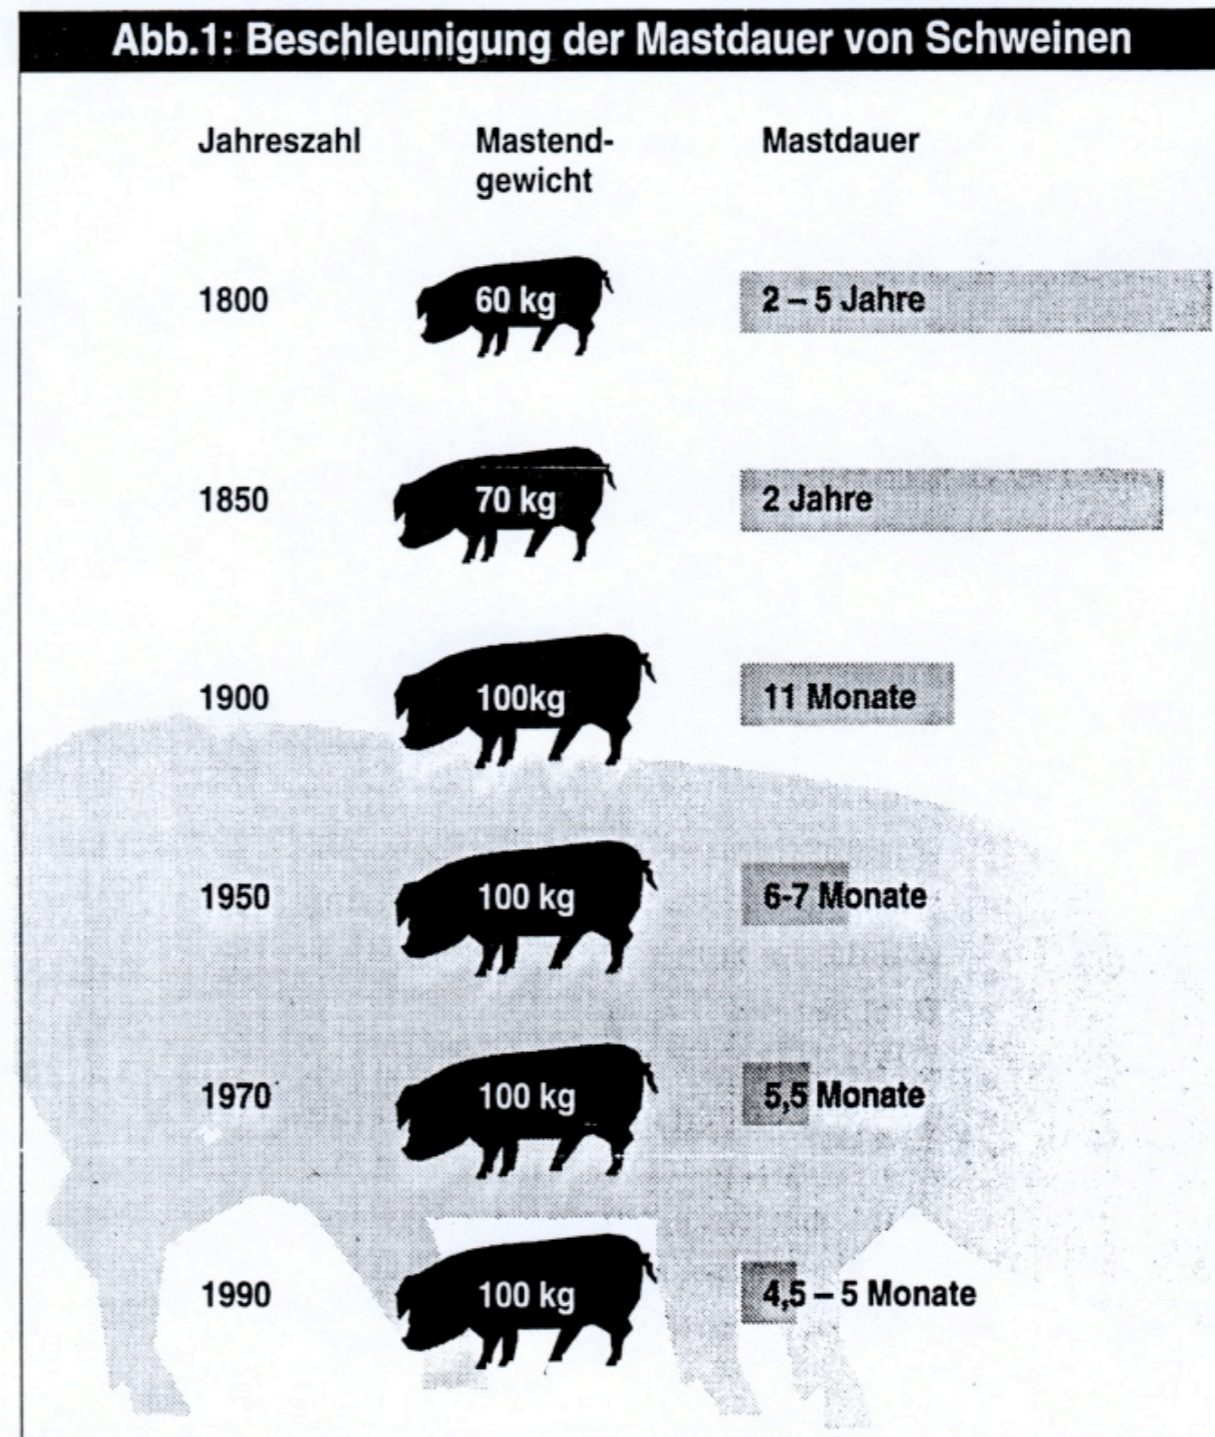 Abb.1: Beschleunigung der Mastdauer von Schweinen
Jahreszahl Mastend- Mastdauer
gewicht
1800 60 kg 2 – 5 Jahre
1850 70 kg 2 Jahre
1900 100kg 11 Monate
1950 100 kg 6-7 Monate
1970 100 kg 5,5 Monate
1990 100 kg 4,5 – 5 Monate